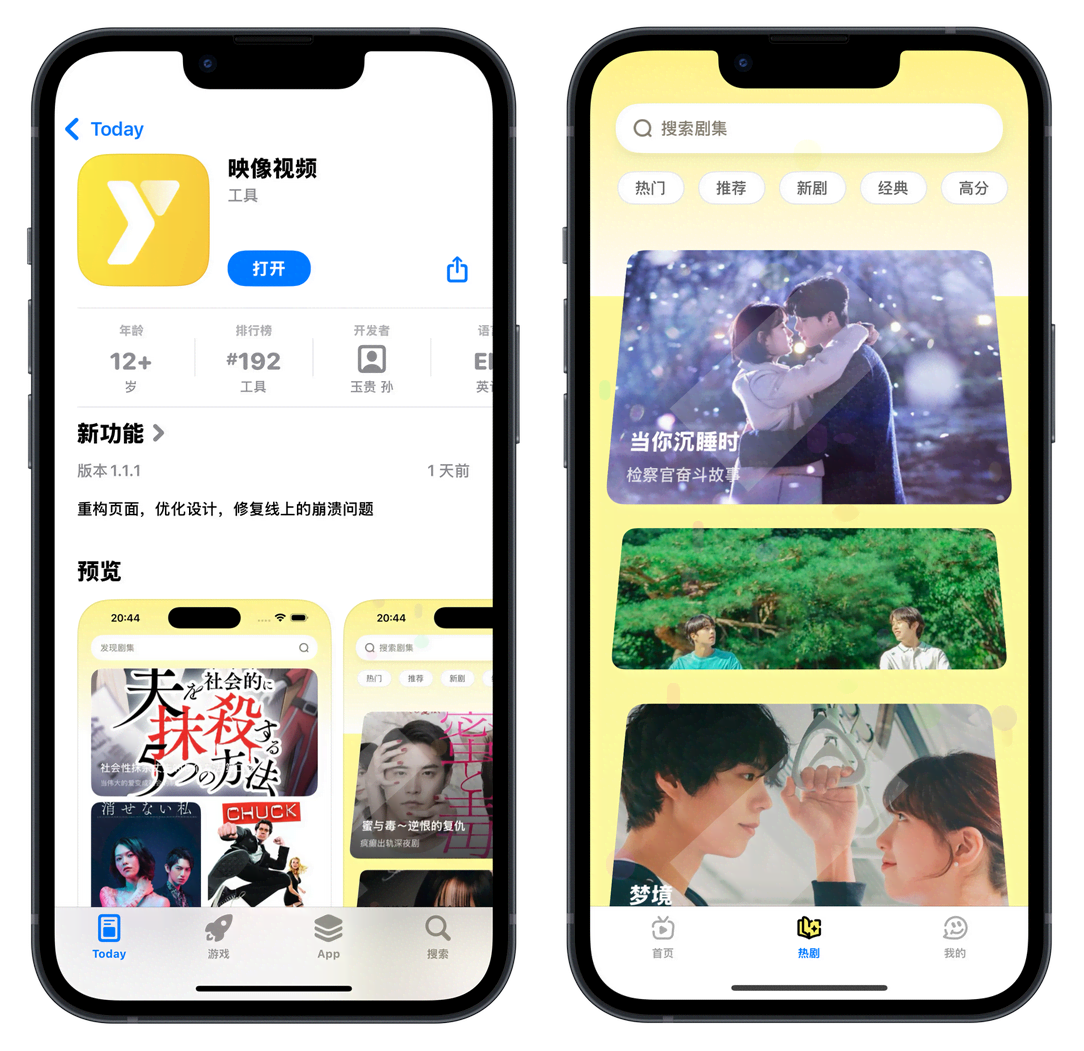 Today
映像视频
工具
打开
年龄
排行榜
开发者
12+
#192
岁
工具
玉贵 孙
新功能
版本 1.1.1
1 天前
重构页面，优化设计，修复线上的崩溃问题
预览
20:44
发现剧集
夫を社会的に
抹殺する
5つの方法
消せない私
CHUCK
20:44
搜索剧集
热门
推荐
新剧
蜜と毒
蜜与毒～逆恨的复仇
疯癫出轨深夜剧
Today
游戏
App
搜索
搜索剧集
热门
推荐
新剧
经典
高分
当你沉睡时
检察官奋斗故事
梦境
首页
热剧
我的